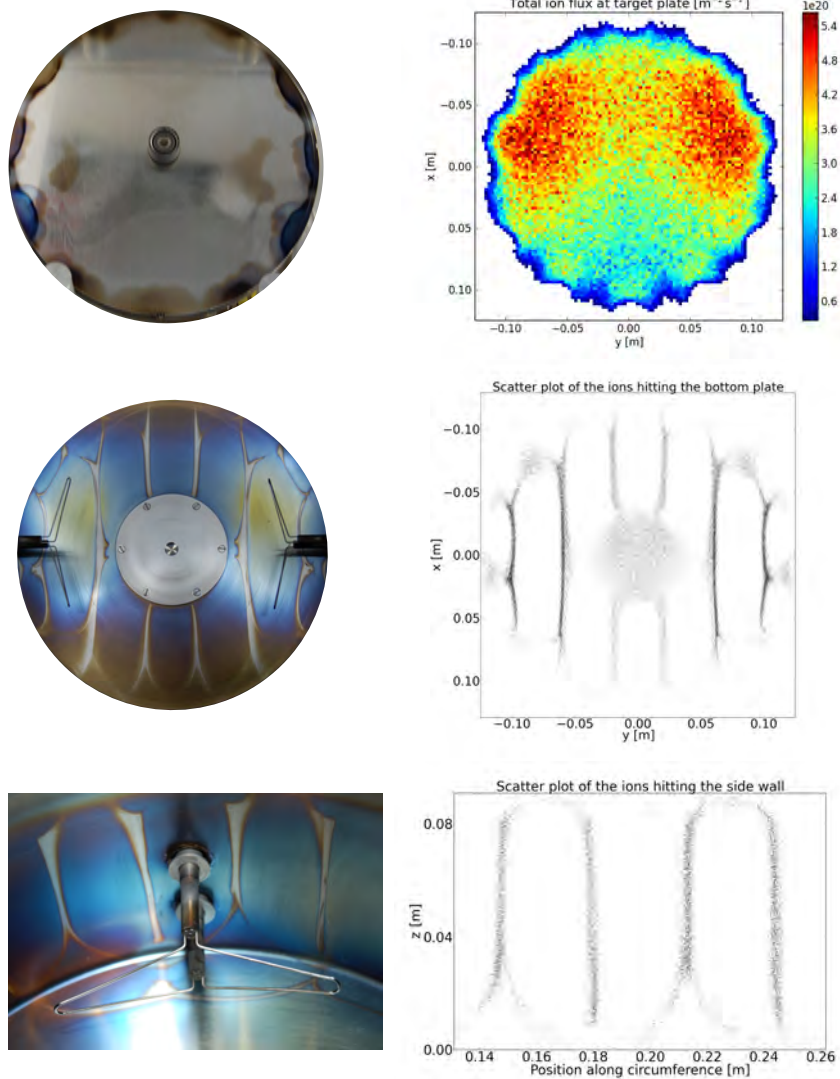 Total ion flux at target plate [m⁻²s⁻¹]
1e20
−0.10
−0.05
0.00
0.05
0.10
x [m]
−0.10 −0.05 0.00 0.05 0.10
y [m]
5.4
4.8
4.2
3.6
3.0
2.4
1.8
1.2
0.6
Scatter plot of the ions hitting the bottom plate
−0.10
−0.05
0.00
0.05
0.10
x [m]
−0.10 −0.05 0.00 0.05 0.10
y [m]
Scatter plot of the ions hitting the side wall
0.08
0.04
0.00
z [m]
0.14 0.16 0.18 0.20 0.22 0.24 0.26
Position along circumference [m]